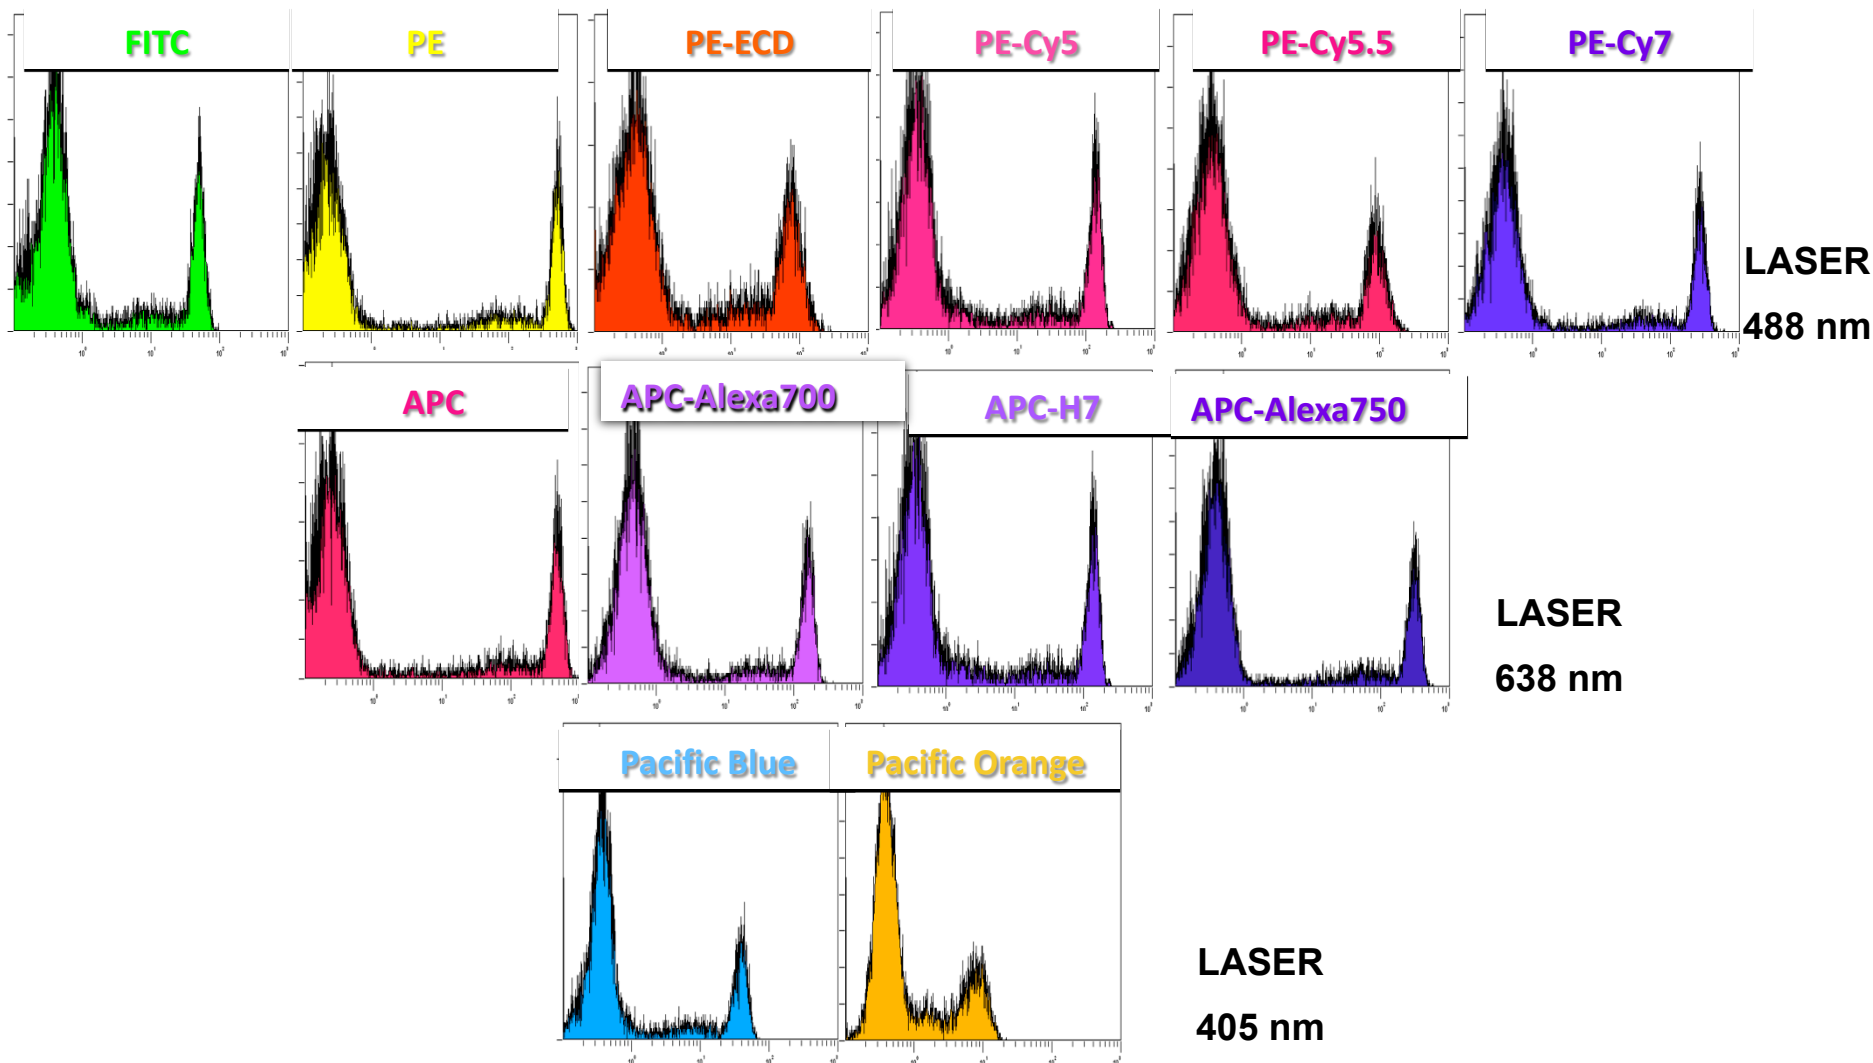 FITC
PE
PE-ECD
PE-Cy5
PE-Cy5.5
PE-Cy7
LASER
488 nm
APC
APC-Alexa700
APC-H7
APC-Alexa750
LASER
638 nm
Pacific Blue
Pacific Orange
LASER
405 nm